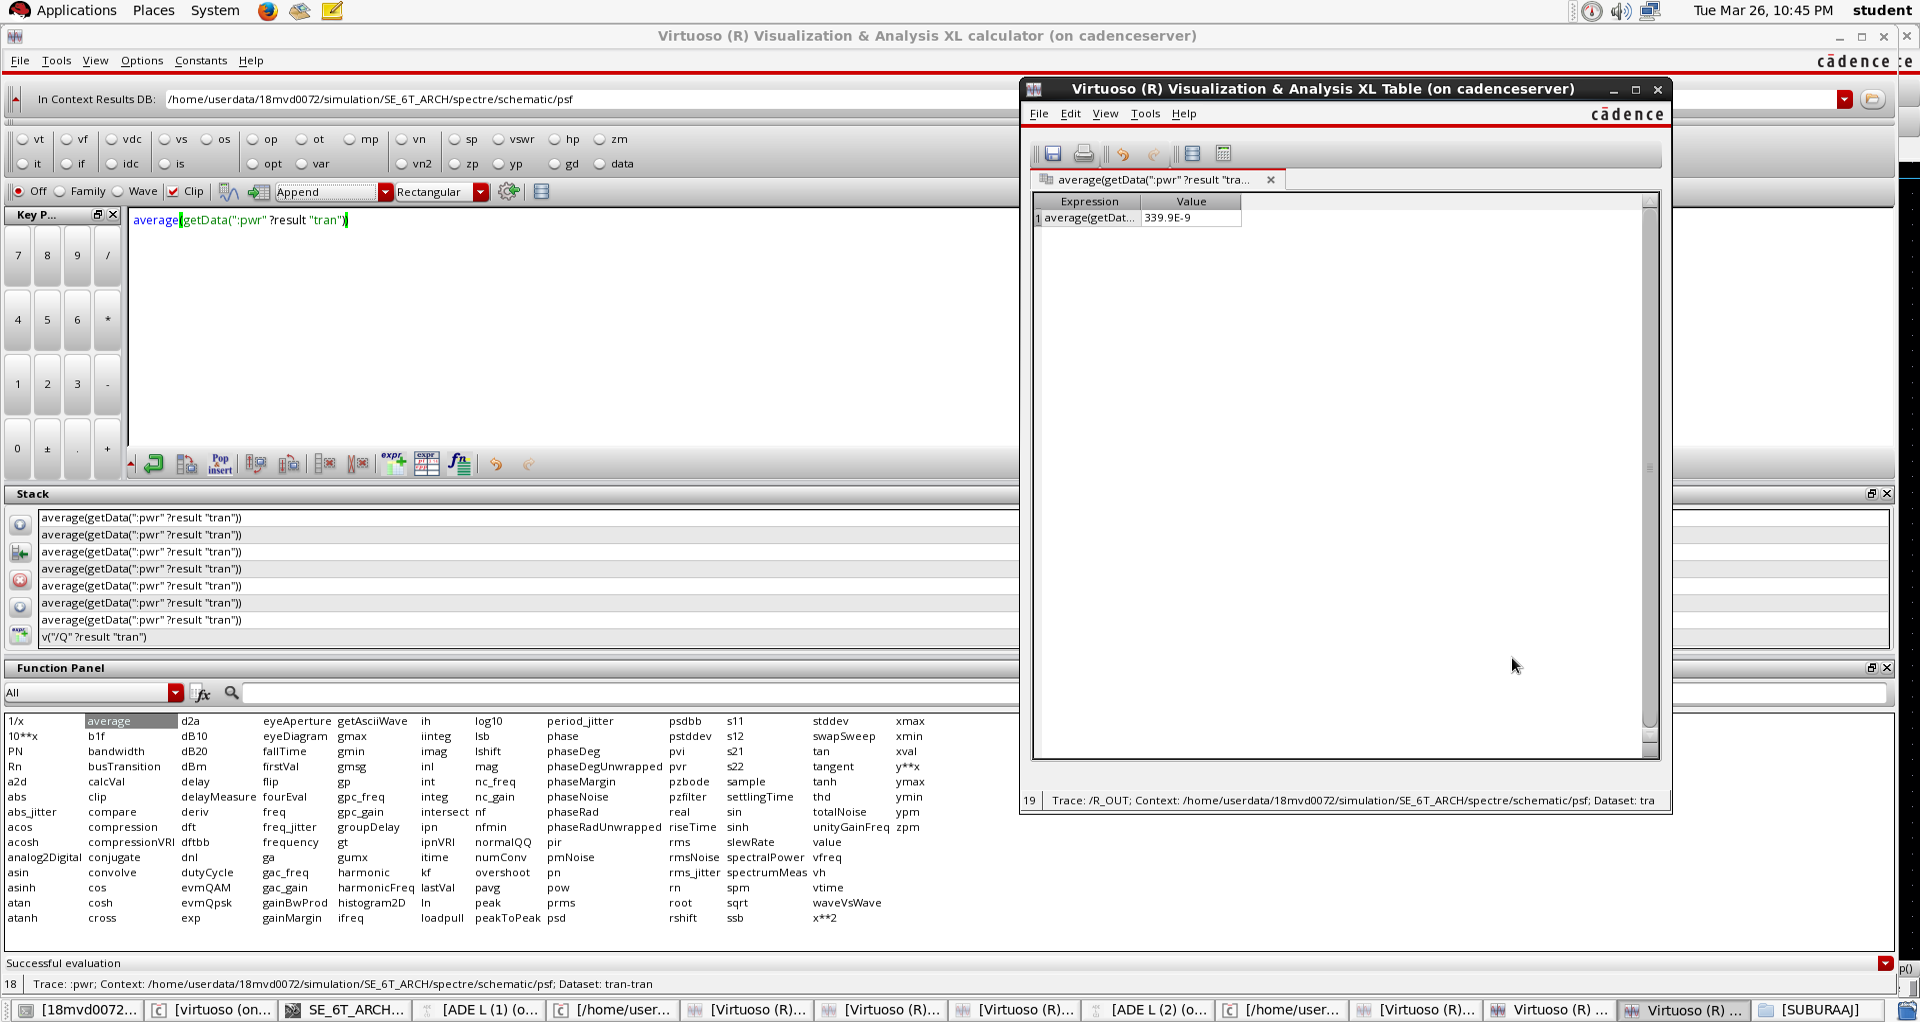 Applications Places System
Tue Mar 26, 10:45 PM student
Virtuoso (R) Visualization & Analysis XL calculator (on cadenceserver)
File Tools View Options Constants Help
cādence
In Context Results DB: /home/userdata/18mvd0072/simulation/SE_6T_ARCH/spectre/schematic/psf
vt vf vdc vs os op ot mp vn sp vswr hp zm
it if idc is opt var vn2 zp yp gd data
Off Family Wave Clip Append Rectangular
Key P...
average(getData(":pwr" ?result "tran"))
7 8 9 /
4 5 6 *
1 2 3 -
0 ± . +
Pop
insert
expr
expr
fn
Virtuoso (R) Visualization & Analysis XL Table (on cadenceserver)
File Edit View Tools Help
cādence
average(getData(":pwr" ?result "tra...
Expression Value
1 average(getDat... 339.9E-9
19 Trace: /R_OUT; Context: /home/userdata/18mvd0072/simulation/SE_6T_ARCH/spectre/schematic/psf; Dataset: tra
Stack
average(getData(":pwr" ?result "tran"))
average(getData(":pwr" ?result "tran"))
average(getData(":pwr" ?result "tran"))
average(getData(":pwr" ?result "tran"))
average(getData(":pwr" ?result "tran"))
average(getData(":pwr" ?result "tran"))
average(getData(":pwr" ?result "tran"))
v("/Q" ?result "tran")
Function Panel
All
fx
1/x average d2a eyeAperture getAsciiWave ih log10 period_jitter psdbb s11 stddev xmax
10**x b1f dB10 eyeDiagram gmax iinteg lsb phase pstddev s12 swapSweep xmin
PN bandwidth dB20 fallTime gmin imag lshift phaseDeg pvi s21 tan xval
Rn busTransition dBm firstVal gmsg inl mag phaseDegUnwrapped pvr s22 tangent y**x
a2d calcVal delay flip gp int nc_freq phaseMargin pzbode sample tanh ymax
abs clip delayMeasure fourEval gpc_freq integ nc_gain phaseNoise pzfilter settlingTime thd ymin
abs_jitter compare deriv freq gpc_gain intersect nf phaseRad real sin totalNoise ypm
acos compression dft freq_jitter groupDelay ipn nfmin phaseRadUnwrapped riseTime sinh unityGainFreq zpm
acosh compressionVRI dftbb frequency gt ipnVRI normalQQ pir rms slewRate value
analog2Digital conjugate dnl ga gumx itime numConv pmNoise rmsNoise spectralPower vfreq
asin convolve dutyCycle gac_freq harmonic kf overshoot pn rms_jitter spectrumMeas vh
asinh cos evmQAM gac_gain harmonicFreq lastVal pavg pow rn spm vtime
atan cosh evmQpsk gainBwProd histogram2D ln peak prms root sqrt waveVsWave
atanh cross exp gainMargin ifreq loadpull peakToPeak psd rshift ssb x**2
Successful evaluation
18 Trace: :pwr; Context: /home/userdata/18mvd0072/simulation/SE_6T_ARCH/spectre/schematic/psf; Dataset: tran-tran
[18mvd0072... [virtuoso (on... SE_6T_ARCH... [ADE L (1) (o... [/home/user... [Virtuoso (R)... [Virtuoso (R)... [Virtuoso (R)... [ADE L (2) (o... [/home/user... [Virtuoso (R)... Virtuoso (R) ... Virtuoso (R) ... [SUBURAAJ]